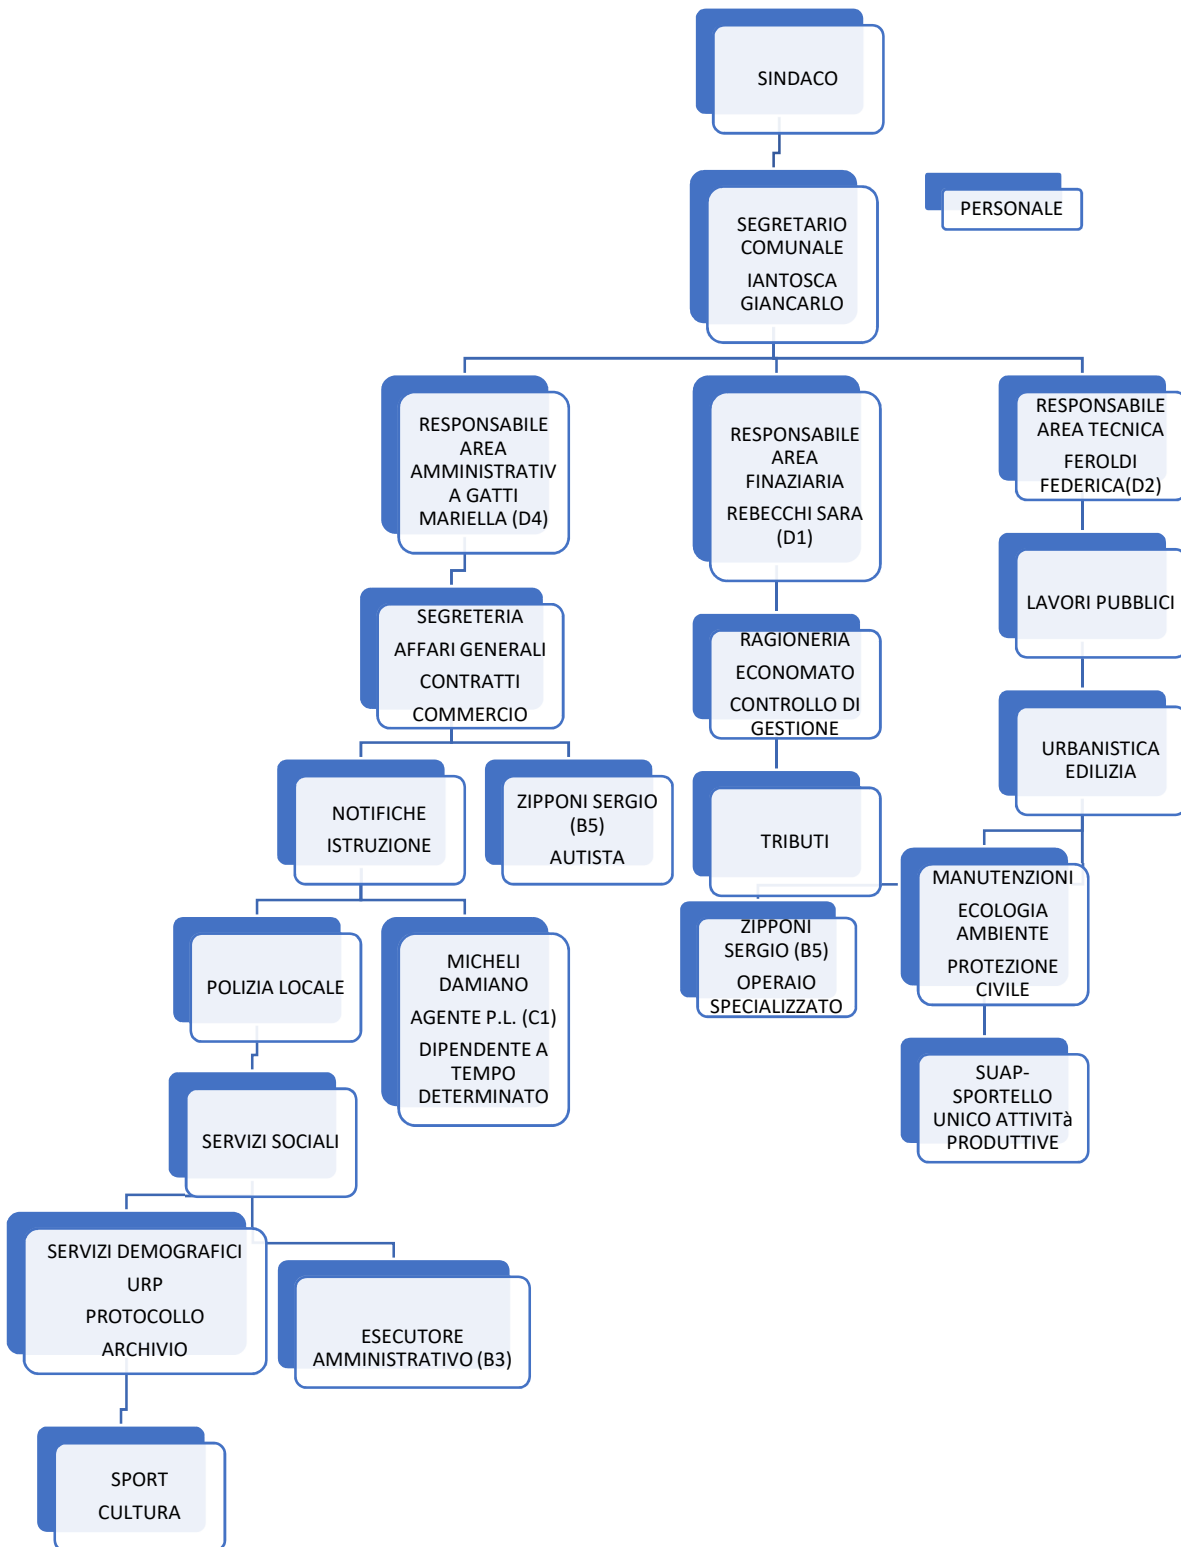 SINDACO
SEGRETARIO
COMUNALE
IANTOSCA
GIANCARLO
PERSONALE
RESPONSABILE
AREA
AMMINISTRATIV
A GATTI
MARIELLA (D4)
RESPONSABILE
AREA
FINAZIARIA
REBECCHI SARA
(D1)
RESPONSABILE
AREA TECNICA
FEROLDI
FEDERICA(D2)
SEGRETERIA
AFFARI GENERALI
CONTRATTI
COMMERCIO
RAGIONERIA
ECONOMATO
CONTROLLO DI
GESTIONE
LAVORI PUBBLICI
URBANISTICA
EDILIZIA
NOTIFICHE
ISTRUZIONE
ZIPPONI SERGIO
(B5)
AUTISTA
TRIBUTI
MANUTENZIONI
ECOLOGIA
AMBIENTE
PROTEZIONE
CIVILE
ZIPPONI
SERGIO (B5)
OPERAIO
SPECIALIZZATO
POLIZIA LOCALE
MICHELI
DAMIANO
AGENTE P.L. (C1)
DIPENDENTE A
TEMPO
DETERMINATO
SUAP-
SPORTELLO
UNICO ATTIVITà
PRODUTTIVE
SERVIZI SOCIALI
SERVIZI DEMOGRAFICI
URP
PROTOCOLLO
ARCHIVIO
ESECUTORE
AMMINISTRATIVO (B3)
SPORT
CULTURA